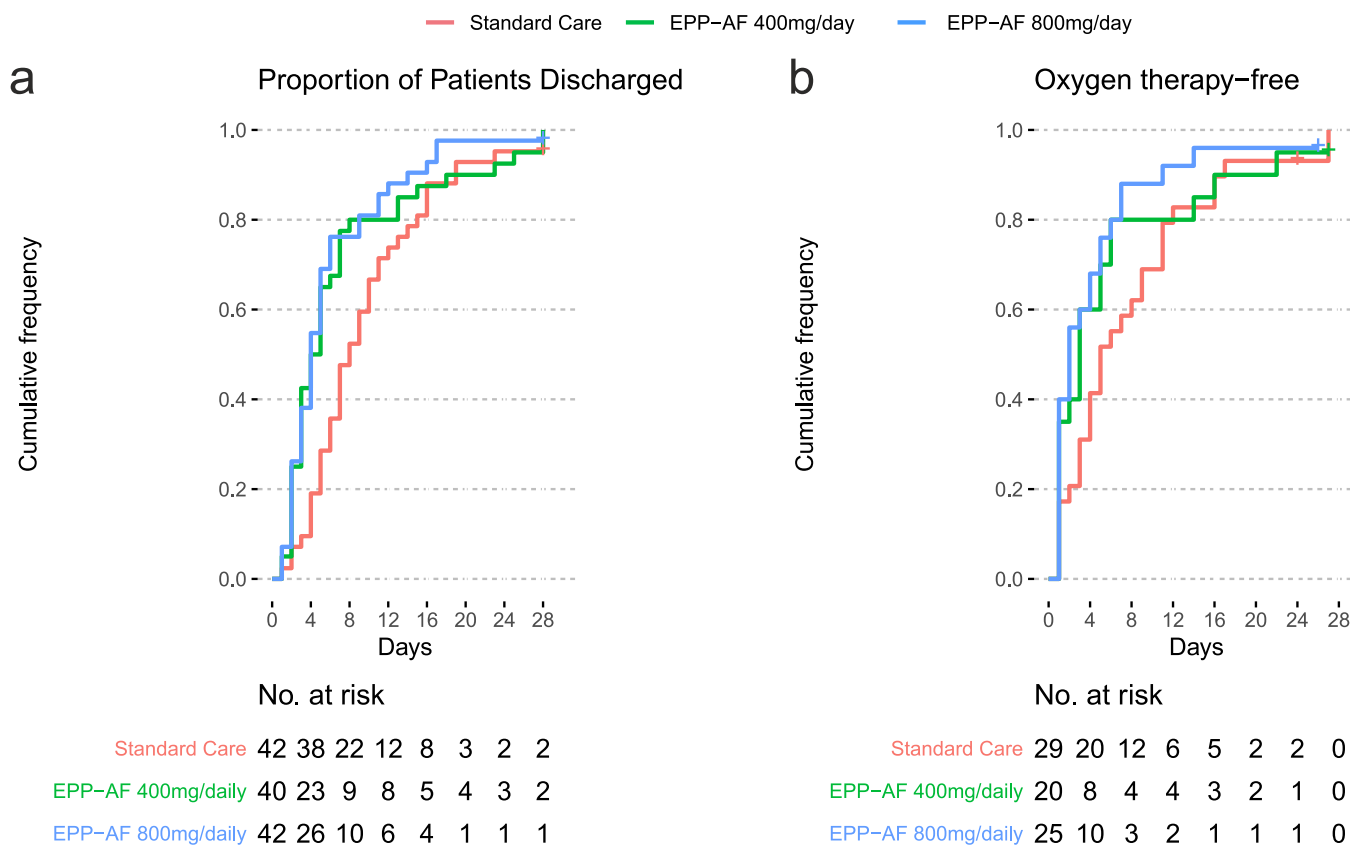 Standard Care EPP−AF 400mg/day EPP−AF 800mg/day
a
Proportion of Patients Discharged
Cumulative frequency
1.0
0.8
0.6
0.4
0.2
0.0
0 4 8 12 16 20 24 28
Days
No. at risk
Standard Care 42 38 22 12 8 3 2 2
EPP−AF 400mg/daily 40 23 9 8 5 4 3 2
EPP−AF 800mg/daily 42 26 10 6 4 1 1 1
b
Oxygen therapy−free
Cumulative frequency
1.0
0.8
0.6
0.4
0.2
0.0
0 4 8 12 16 20 24 28
Days
No. at risk
Standard Care 29 20 12 6 5 2 2 0
EPP−AF 400mg/daily 20 8 4 4 3 2 1 0
EPP−AF 800mg/daily 25 10 3 2 1 1 1 0